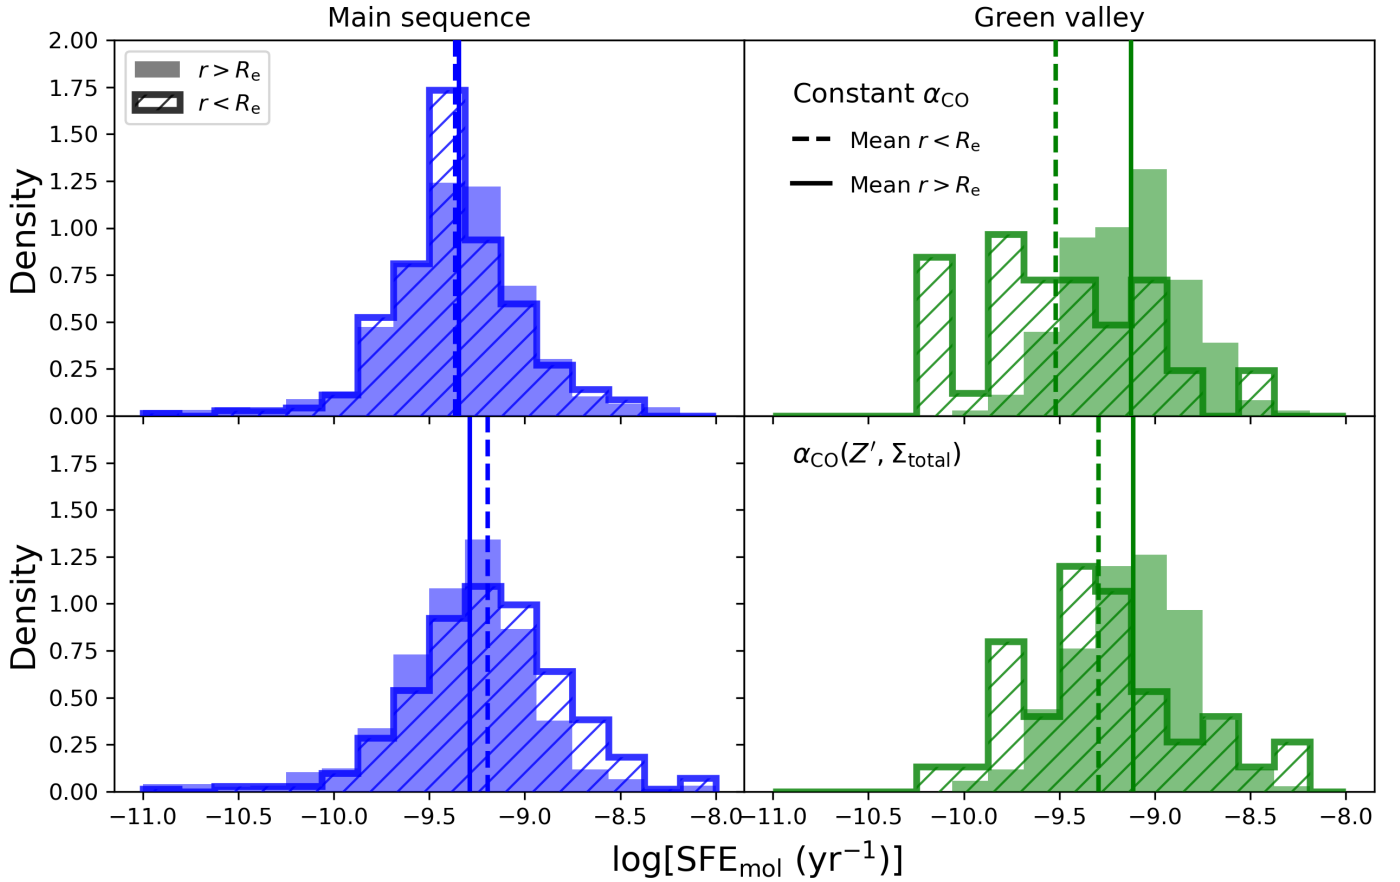 Main sequence
Green valley
2.00
1.75
1.50
1.25
1.00
0.75
0.50
0.25
0.00
Density
r > Rₑ
r < Rₑ
Constant α_CO
Mean r < Rₑ
Mean r > Rₑ
1.75
1.50
1.25
1.00
0.75
0.50
0.25
0.00
Density
α_CO(Z′, Σ_total)
−11.0 −10.5 −10.0 −9.5 −9.0 −8.5 −8.0
−11.0 −10.5 −10.0 −9.5 −9.0 −8.5 −8.0
log[SFE_mol (yr⁻¹)]